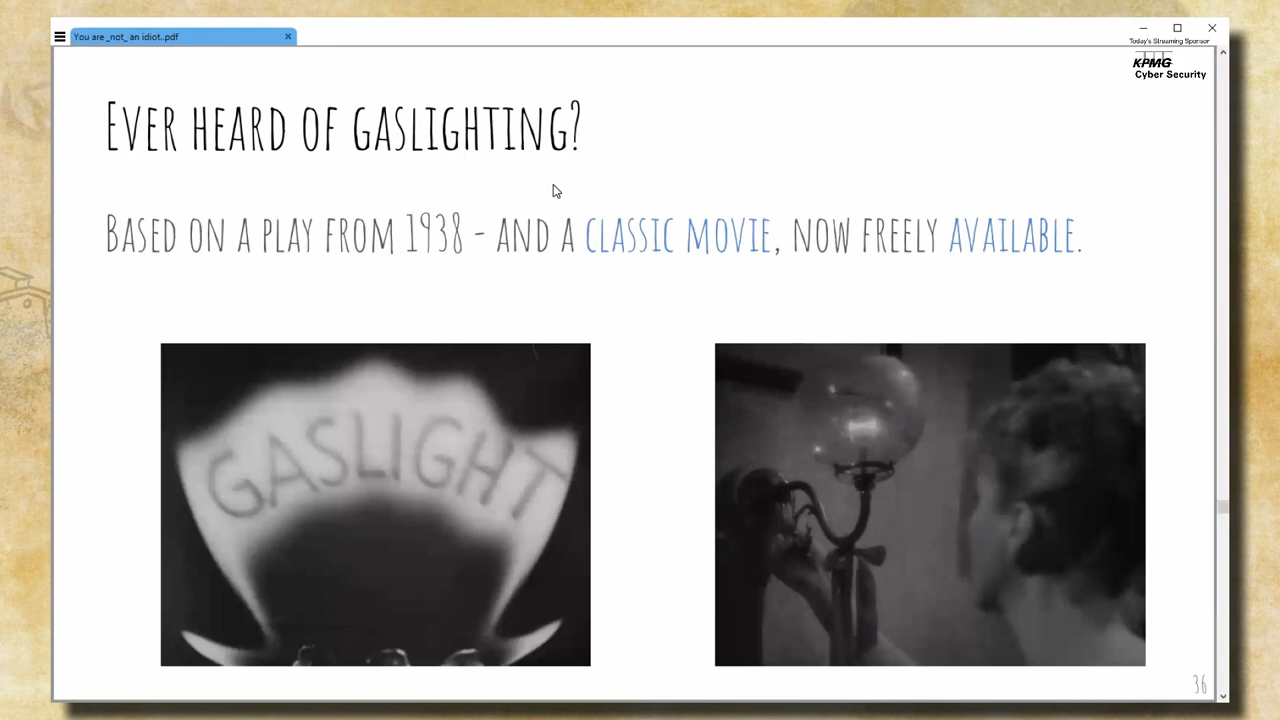 You are _not_ an idiot..pdf
Today's Streaming Sponsor
KPMG
Cyber Security
EVER HEARD OF GASLIGHTING?
BASED ON A PLAY FROM 1938 - AND A CLASSIC MOVIE, NOW FREELY AVAILABLE.
GASLIGHT
36